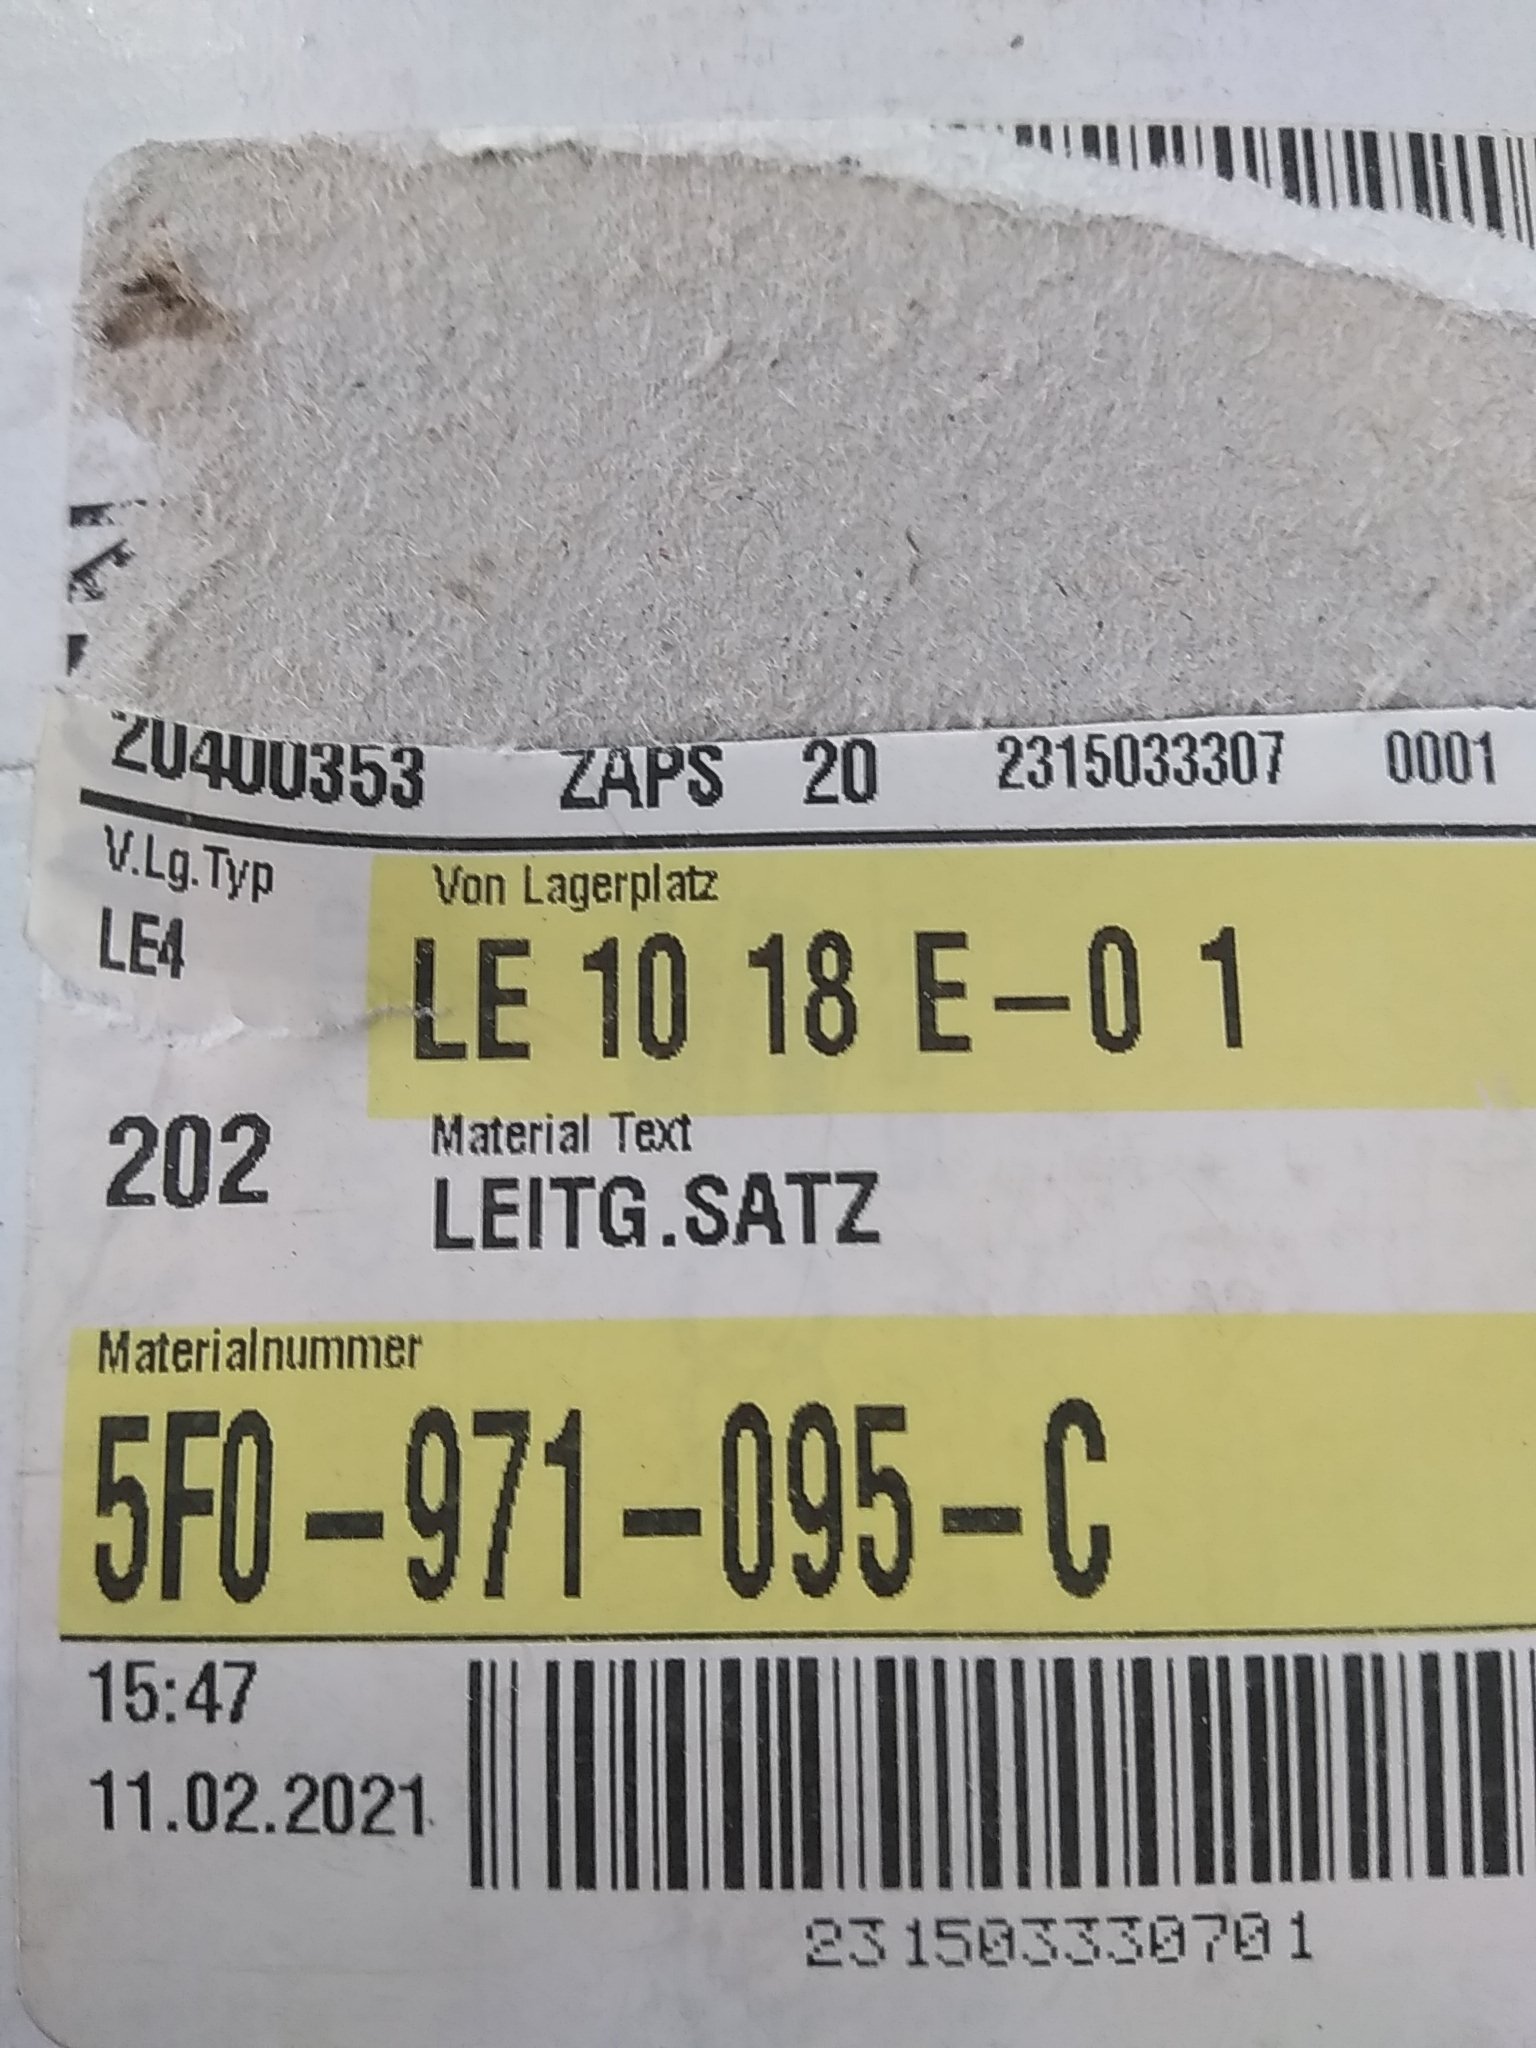 20400353 ZAPS 20 2315033307 0001
V.Lg.Typ Von Lagerplatz
LE4 LE 10 18 E-0 1
Material Text
202 LEITG.SATZ
Materialnummer
5F0-971-095-C
15:47
11.02.2021
231503330701